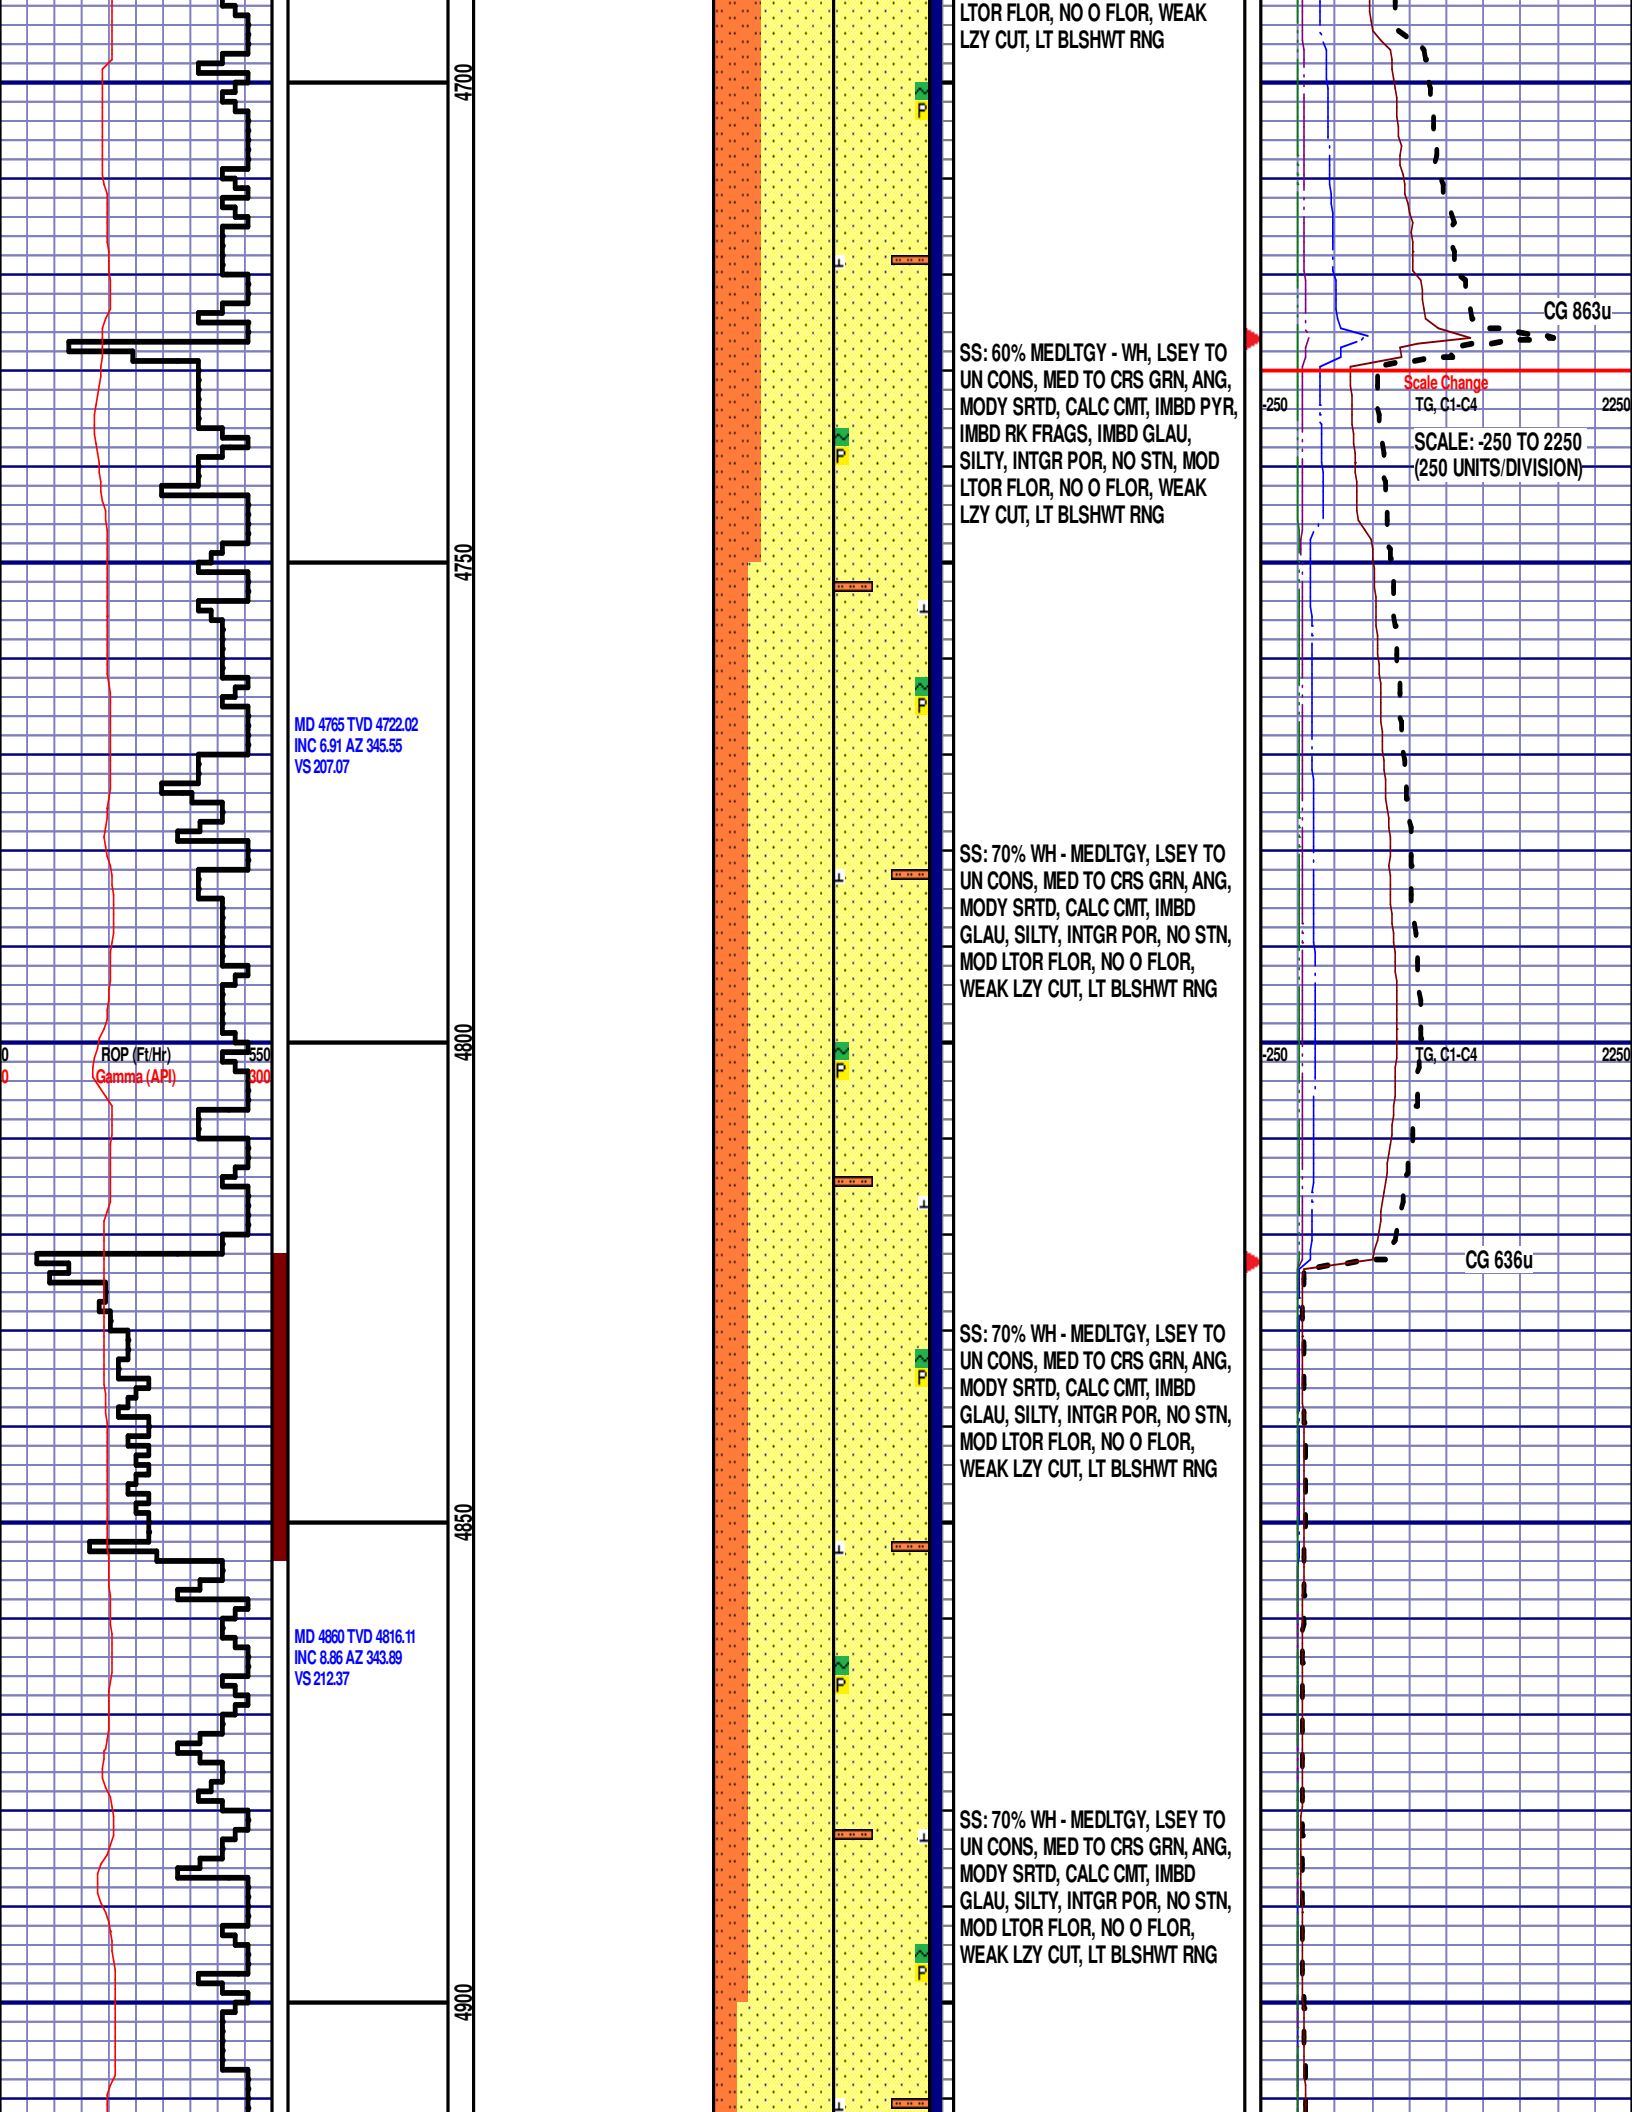 LTOR FLOR, NO O FLOR, WEAK
LZY CUT, LT BLSHWT RNG
4700
P
CG 863u
SS: 60% MEDLTGY - WH, LSEY TO
UN CONS, MED TO CRS GRN, ANG,
MODY SRTD, CALC CMT, IMBD PYR,
IMBD RK FRAGS, IMBD GLAU,
SILTY, INTGR POR, NO STN, MOD
LTOR FLOR, NO O FLOR, WEAK
LZY CUT, LT BLSHWT RNG
Scale Change
-250 TG, C1-C4 2250
SCALE: -250 TO 2250
(250 UNITS/DIVISION)
P
4750
P
MD 4765 TVD 4722.02
INC 6.91 AZ 345.55
VS 207.07
SS: 70% WH - MEDLTGY, LSEY TO
UN CONS, MED TO CRS GRN, ANG,
MODY SRTD, CALC CMT, IMBD
GLAU, SILTY, INTGR POR, NO STN,
MOD LTOR FLOR, NO O FLOR,
WEAK LZY CUT, LT BLSHWT RNG
4800
0 ROP (Ft/Hr) 550
0 Gamma (API) 300
P
-250 TG, C1-C4 2250
CG 636u
SS: 70% WH - MEDLTGY, LSEY TO
UN CONS, MED TO CRS GRN, ANG,
MODY SRTD, CALC CMT, IMBD
GLAU, SILTY, INTGR POR, NO STN,
MOD LTOR FLOR, NO O FLOR,
WEAK LZY CUT, LT BLSHWT RNG
P
4850
MD 4860 TVD 4816.11
INC 8.86 AZ 343.89
VS 212.37
P
SS: 70% WH - MEDLTGY, LSEY TO
UN CONS, MED TO CRS GRN, ANG,
MODY SRTD, CALC CMT, IMBD
GLAU, SILTY, INTGR POR, NO STN,
MOD LTOR FLOR, NO O FLOR,
WEAK LZY CUT, LT BLSHWT RNG
P
4900